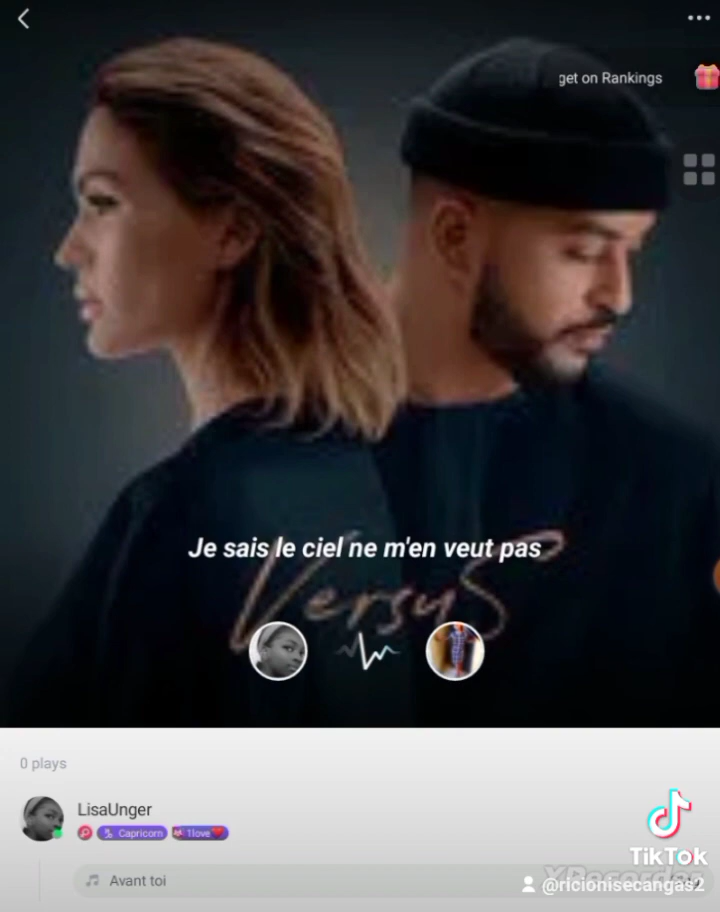 get on Rankings
Je sais le ciel ne m'en veut pas
VersuS
0 plays
LisaUnger
Capricorn
1love
Avant toi
TikTok
XRecorder
@ricionisecangas2